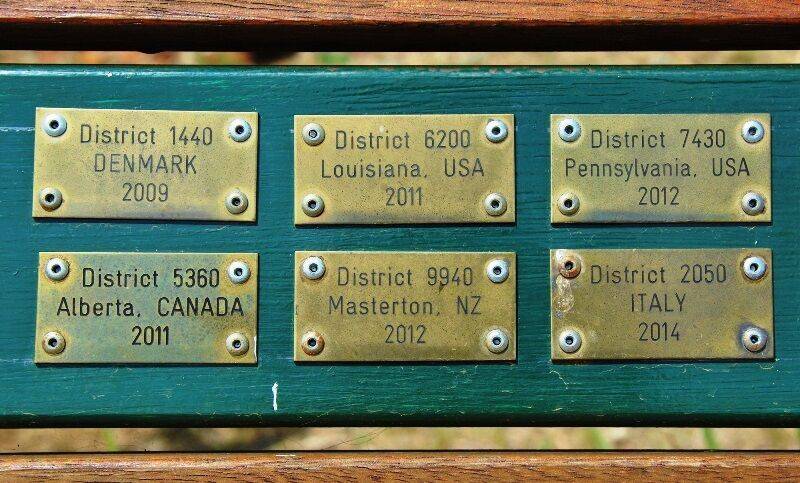 District 1440
DENMARK
2009
District 6200
Louisiana, USA
2011
District 7430
Pennsylvania, USA
2012
District 5360
Alberta, CANADA
2011
District 9940
Masterton, NZ
2012
District 2050
ITALY
2014